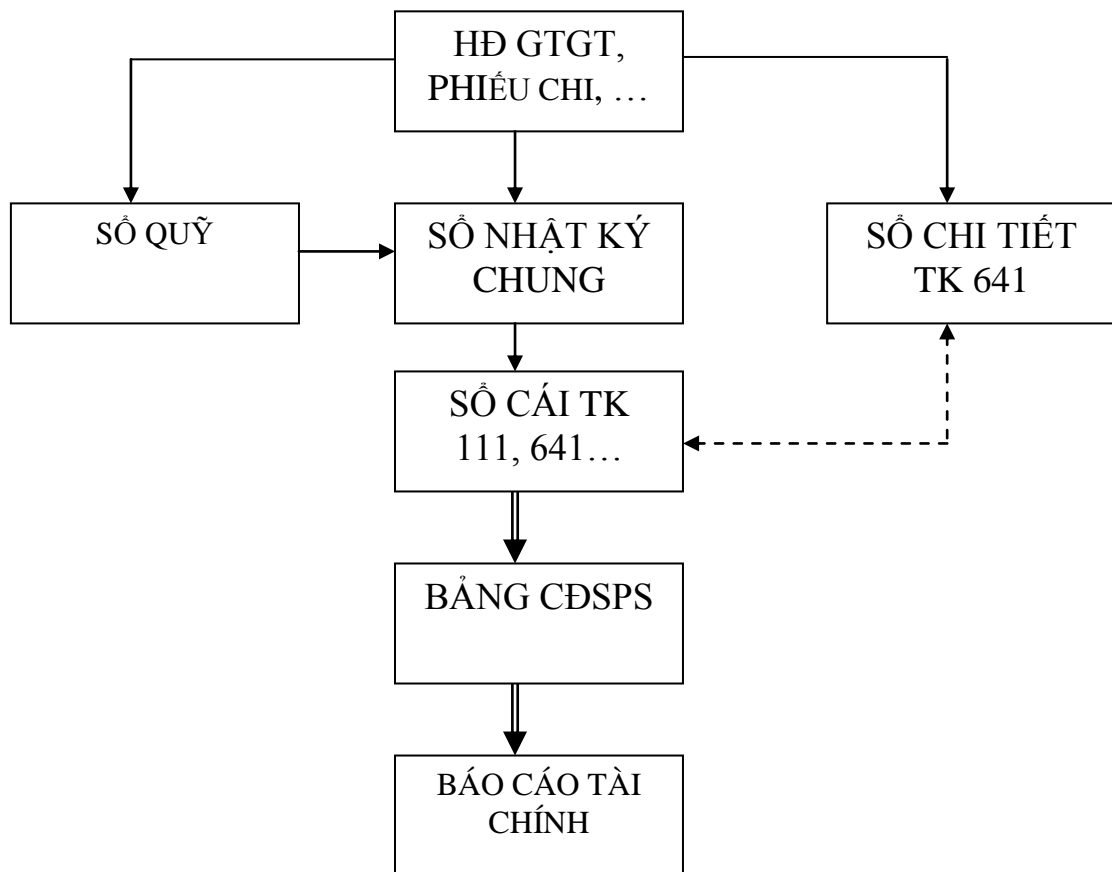 HĐ GTGT,
PHIẾU CHI, …
SỔ QUỸ
SỔ NHẬT KÝ
CHUNG
SỔ CHI TIẾT
TK 641
SỔ CÁI TK
111, 641…
BẢNG CĐSPS
BÁO CÁO TÀI
CHÍNH